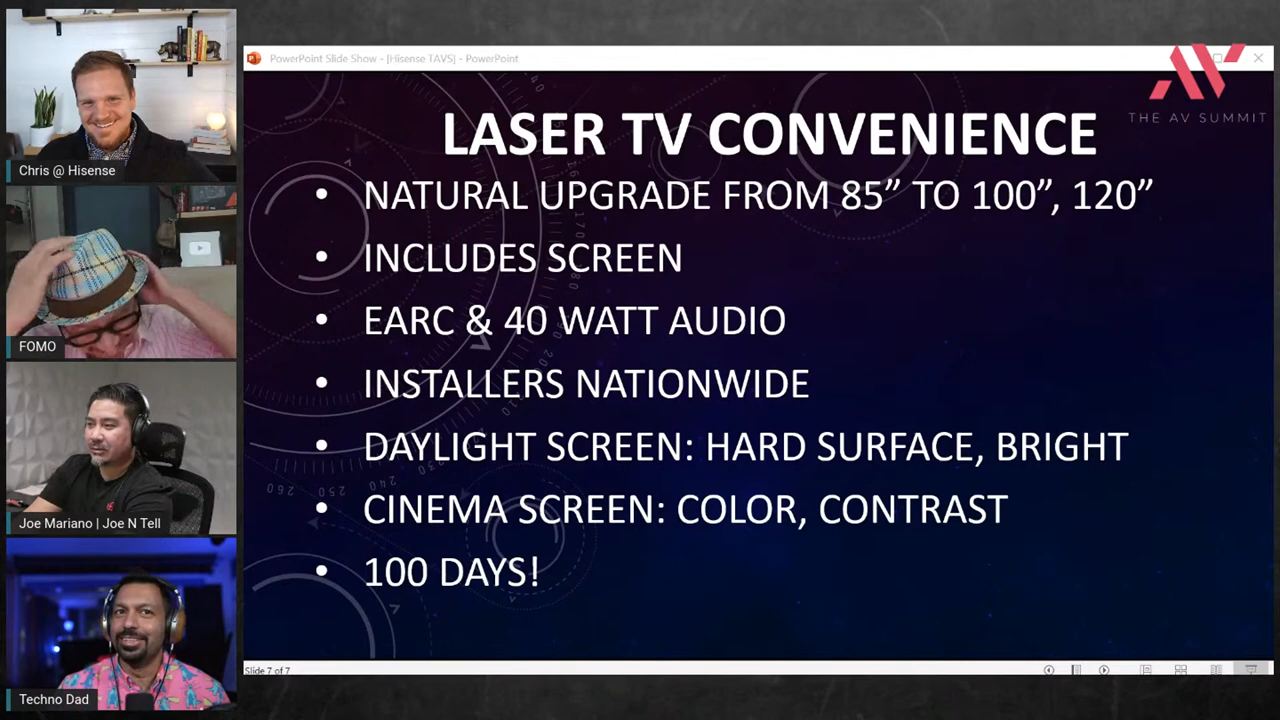 PowerPoint Slide Show - [Hisense TAVS] - PowerPoint
THE AV SUMMIT
LASER TV CONVENIENCE
• NATURAL UPGRADE FROM 85” TO 100”, 120”
• INCLUDES SCREEN
• EARC & 40 WATT AUDIO
• INSTALLERS NATIONWIDE
• DAYLIGHT SCREEN: HARD SURFACE, BRIGHT
• CINEMA SCREEN: COLOR, CONTRAST
• 100 DAYS!
Slide 7 of 7
Chris @ Hisense
FOMO
Joe Mariano | Joe N Tell
Techno Dad